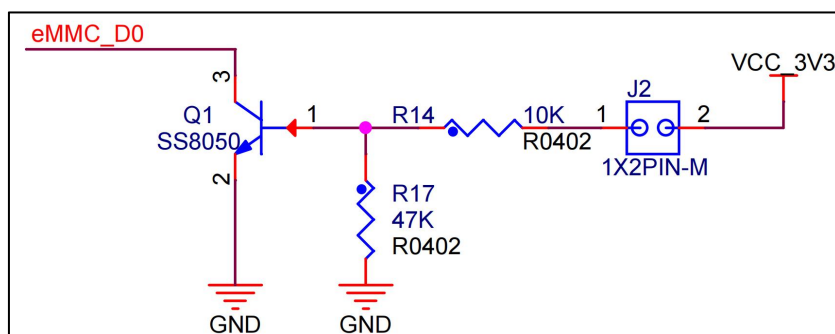 eMMC_D0
VCC_3V3
3
J2
Q1
1
R14
10K
1
2
SS8050
R0402
1X2PIN-M
2
R17
47K
R0402
GND
GND